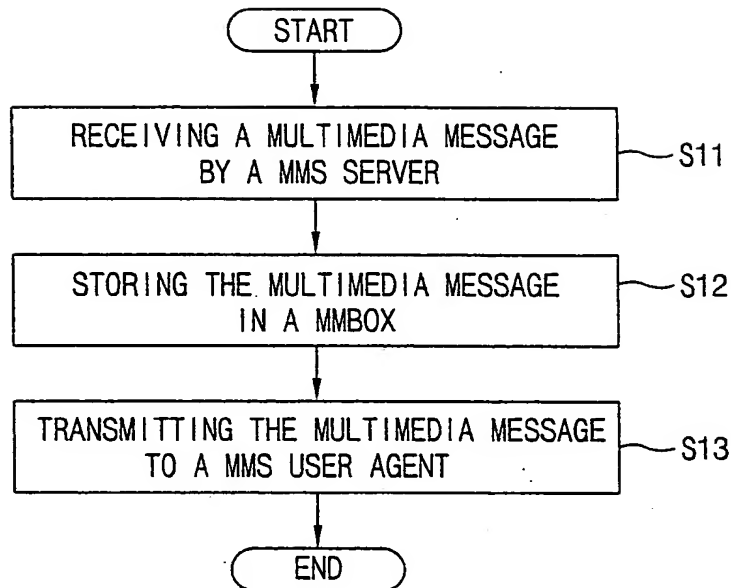 START
RECEIVING A MULTIMEDIA MESSAGE
BY A MMS SERVER
S11
STORING THE MULTIMEDIA MESSAGE
IN A MMBOX
S12
TRANSMITTING THE MULTIMEDIA MESSAGE
TO A MMS USER AGENT
S13
END